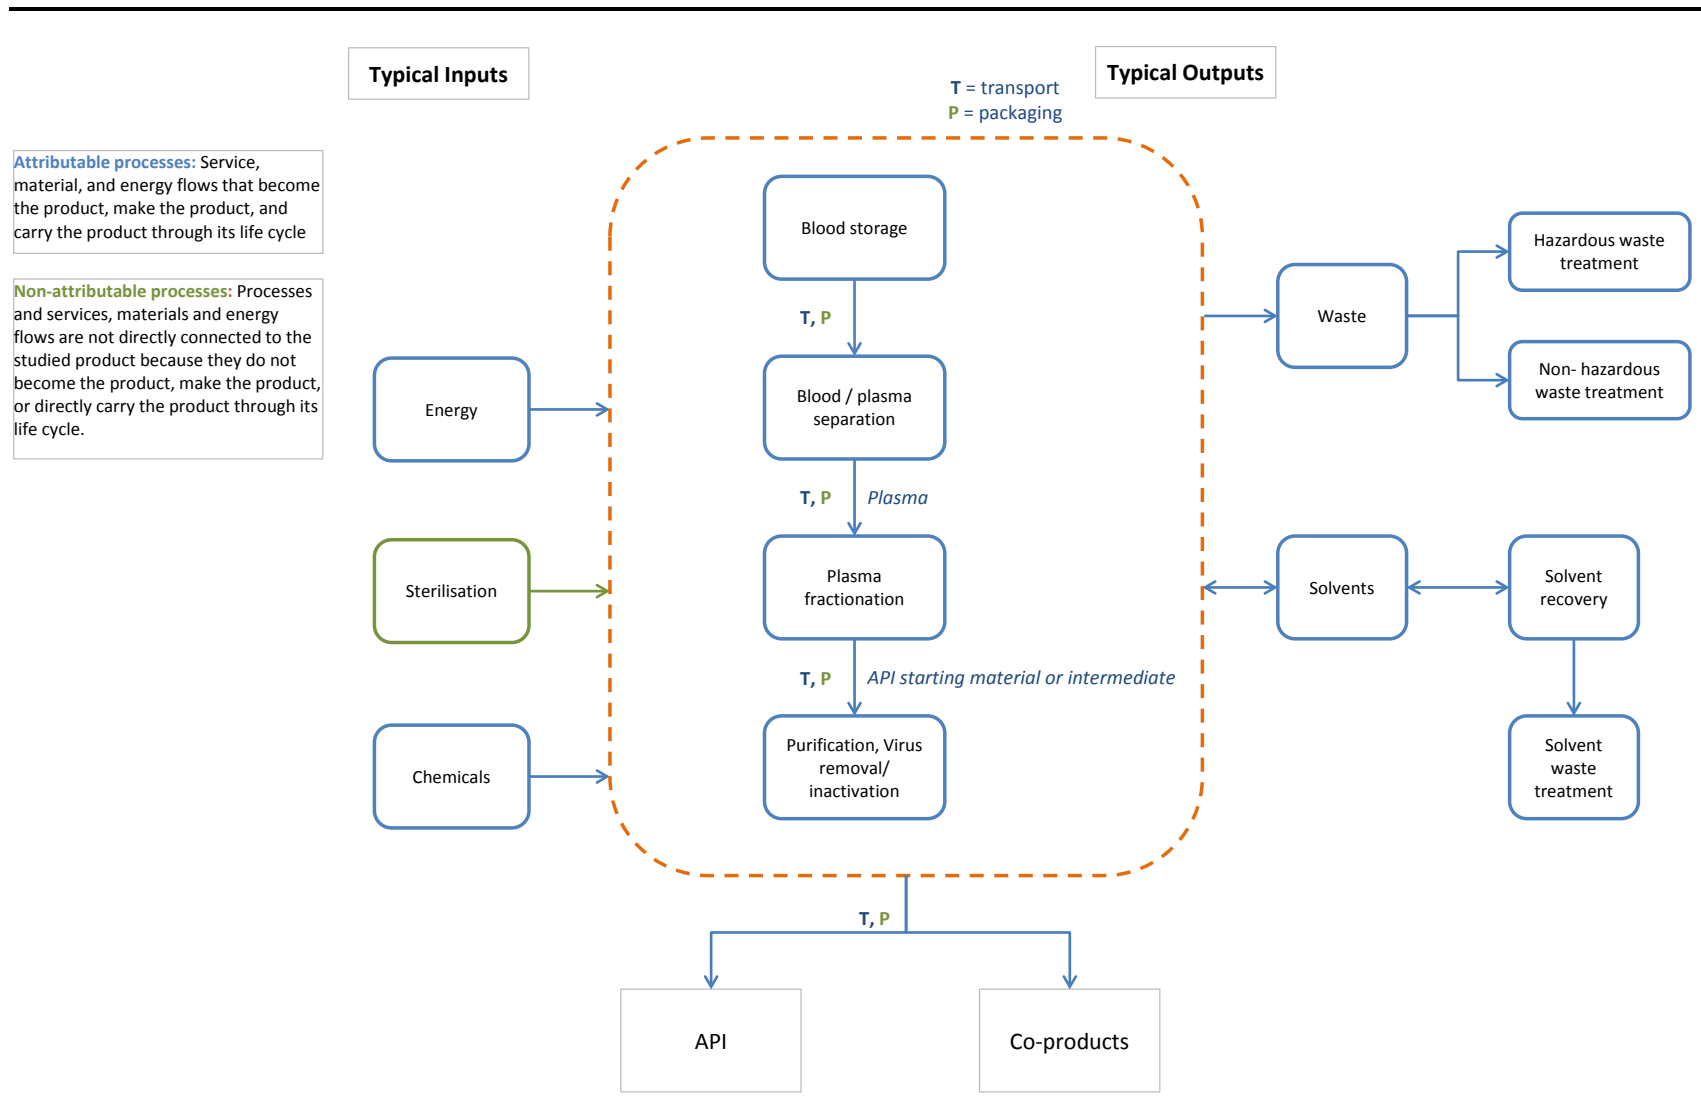 Typical Inputs
Typical Outputs
T = transport
P = packaging
Attributable processes: Service,
material, and energy flows that become
the product, make the product, and
carry the product through its life cycle
Non-attributable processes: Processes
and services, materials and energy
flows are not directly connected to the
studied product because they do not
become the product, make the product,
or directly carry the product through its
life cycle.
Energy
Sterilisation
Chemicals
Blood storage
T, P
Blood / plasma
separation
T, P
Plasma
Plasma
fractionation
T, P
API starting material or intermediate
Purification, Virus
removal/
inactivation
Waste
Hazardous waste
treatment
Non- hazardous
waste treatment
Solvents
Solvent
recovery
Solvent
waste
treatment
T, P
API
Co-products